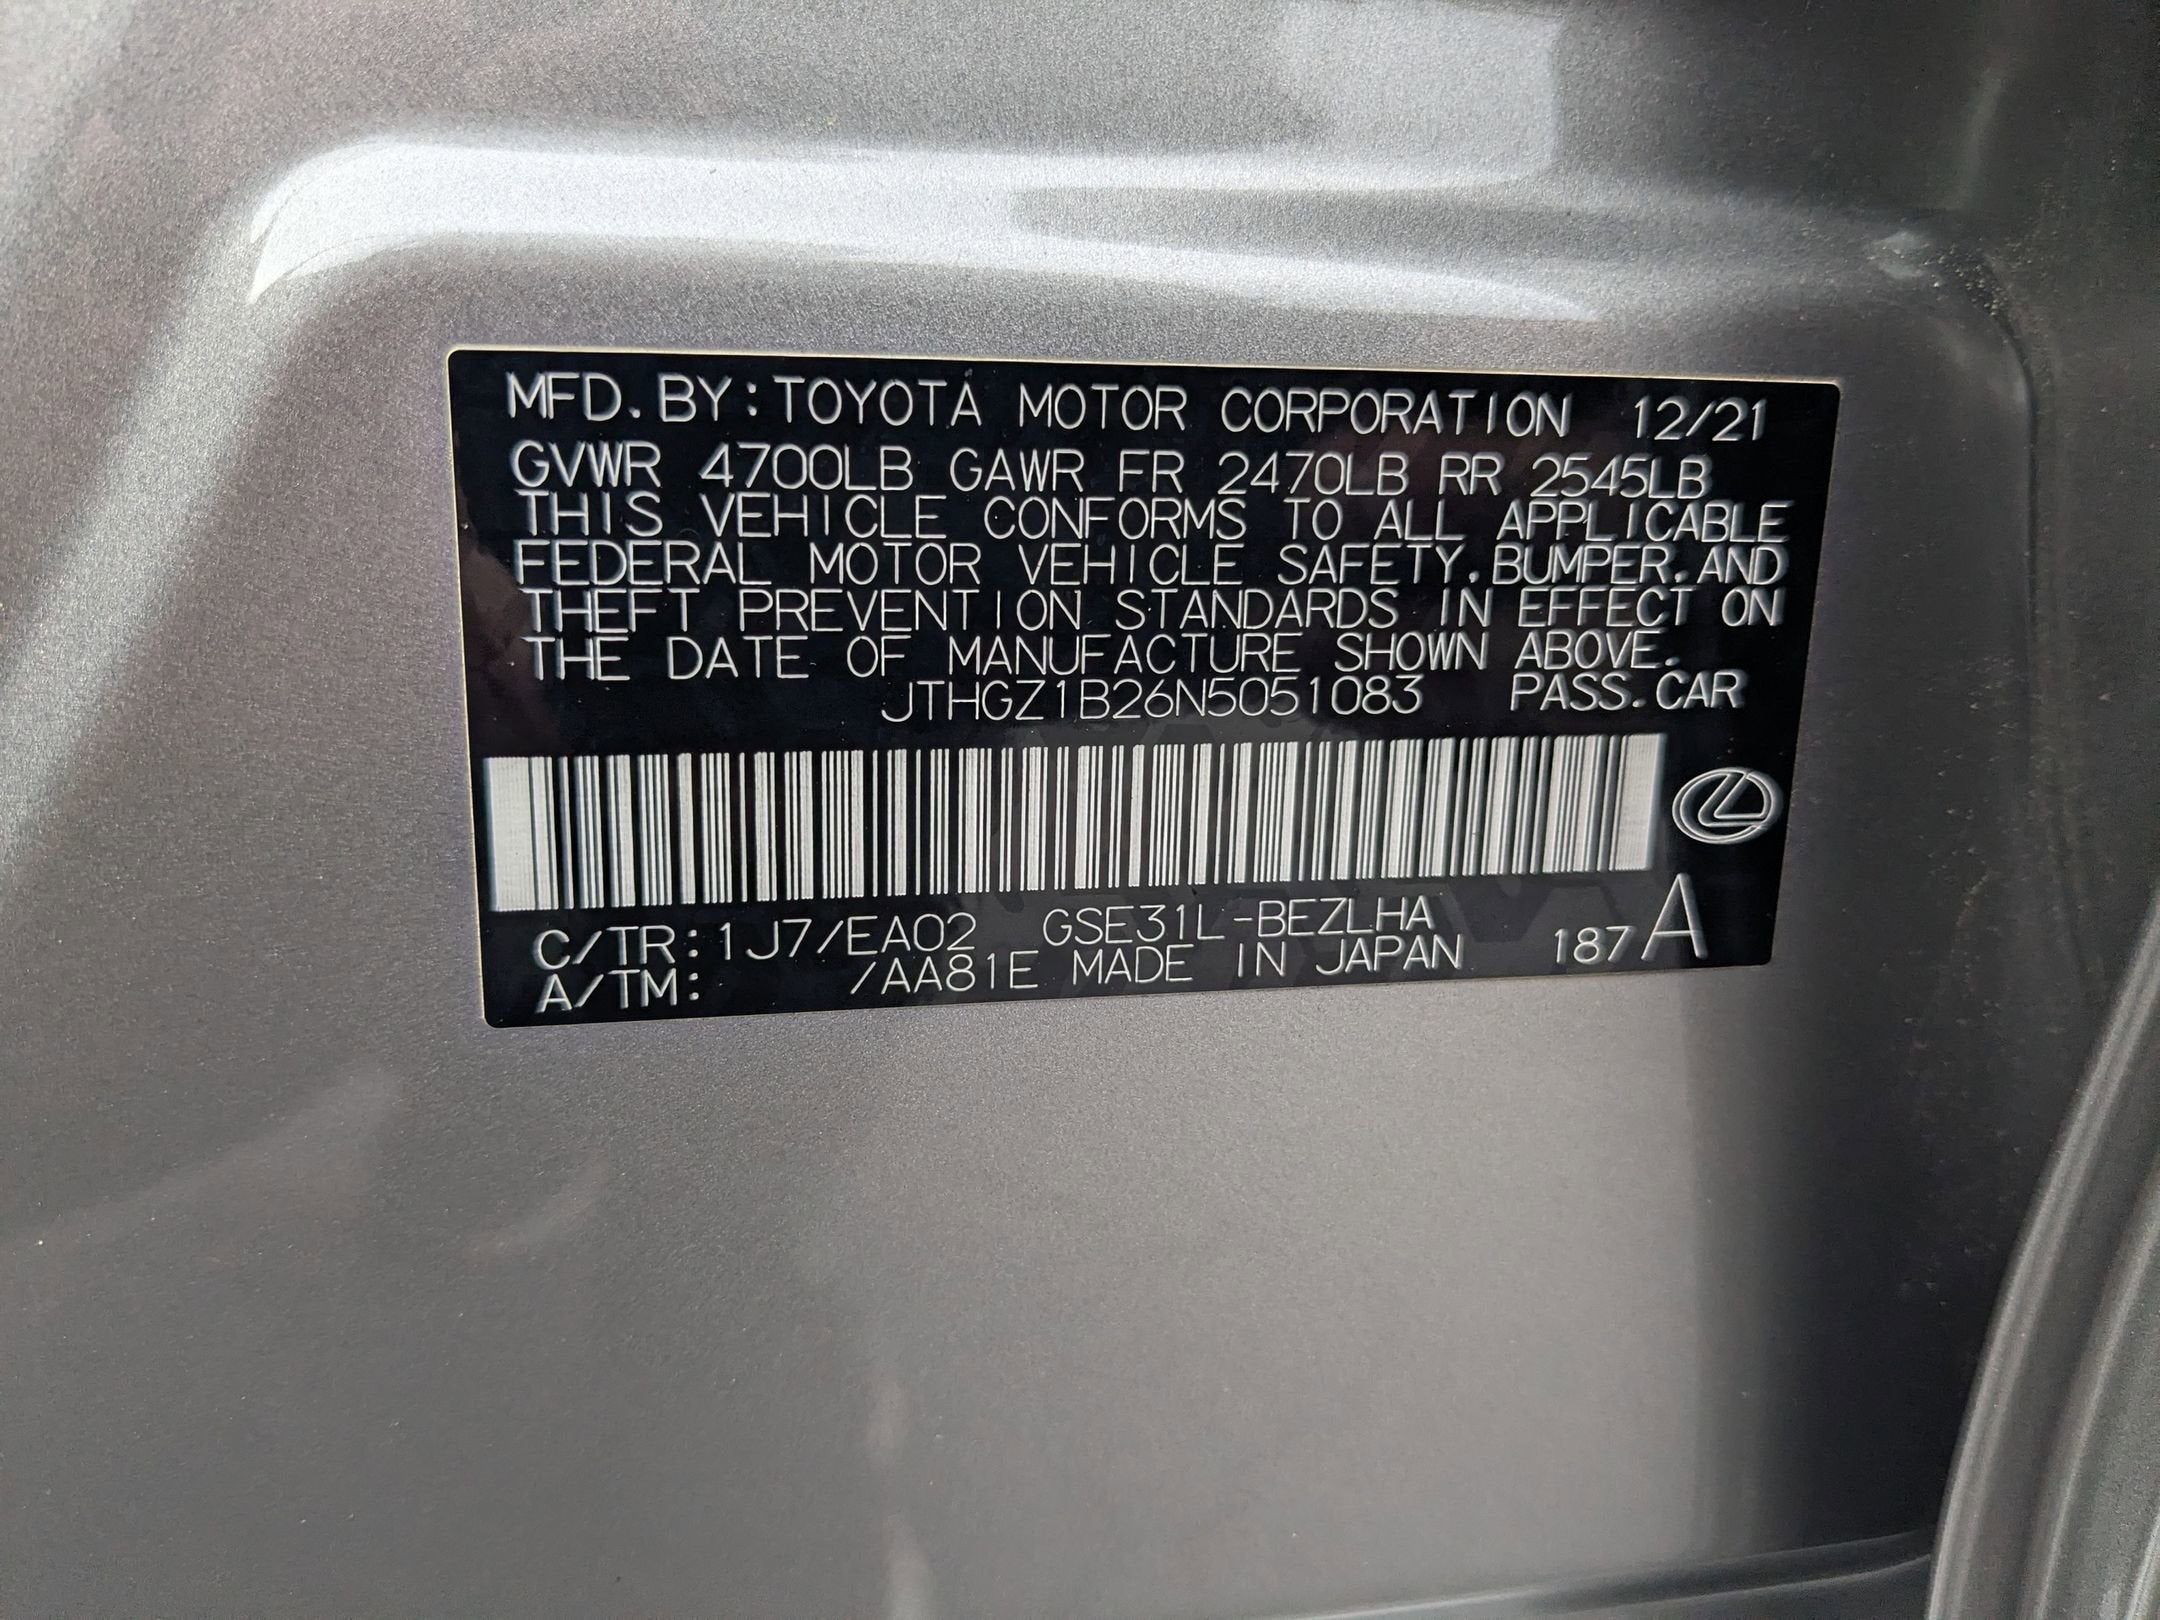 MFD.BY:TOYOTA MOTOR CORPORATION 12/21
GVWR 4700LB GAWR FR 2470LB RR 2545LB
THIS VEHICLE CONFORMS TO ALL APPLICABLE
FEDERAL MOTOR VEHICLE SAFETY,BUMPER,AND
THEFT PREVENTION STANDARDS IN EFFECT ON
THE DATE OF MANUFACTURE SHOWN ABOVE.
JTHGZ1B26N5051083 PASS.CAR
C/TR:1J7/EA02 GSE31L-BEZLHA 187A
A/TM: /AA81E MADE IN JAPAN